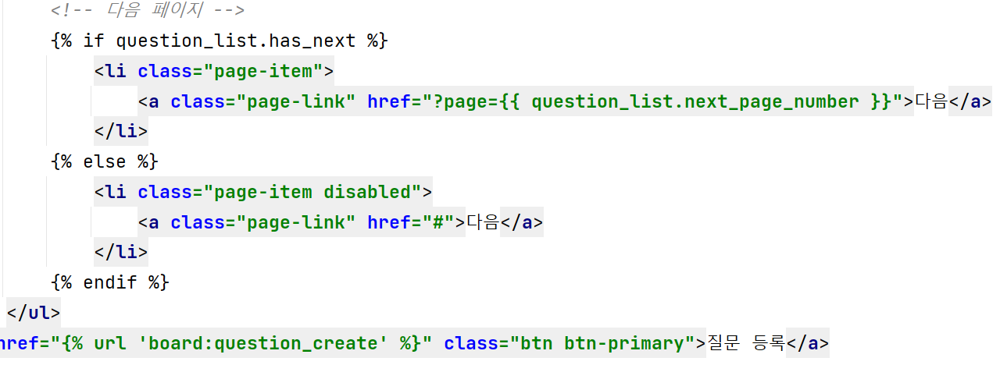 <!-- 다음 페이지 -->
{% if question_list.has_next %}
<li class="page-item">
<a class="page-link" href="?page={{ question_list.next_page_number }}">다음</a>
</li>
{% else %}
<li class="page-item disabled">
<a class="page-link" href="#">다음</a>
</li>
{% endif %}
</ul>
href="{% url 'board:question_create' %}" class="btn btn-primary">질문 등록</a>